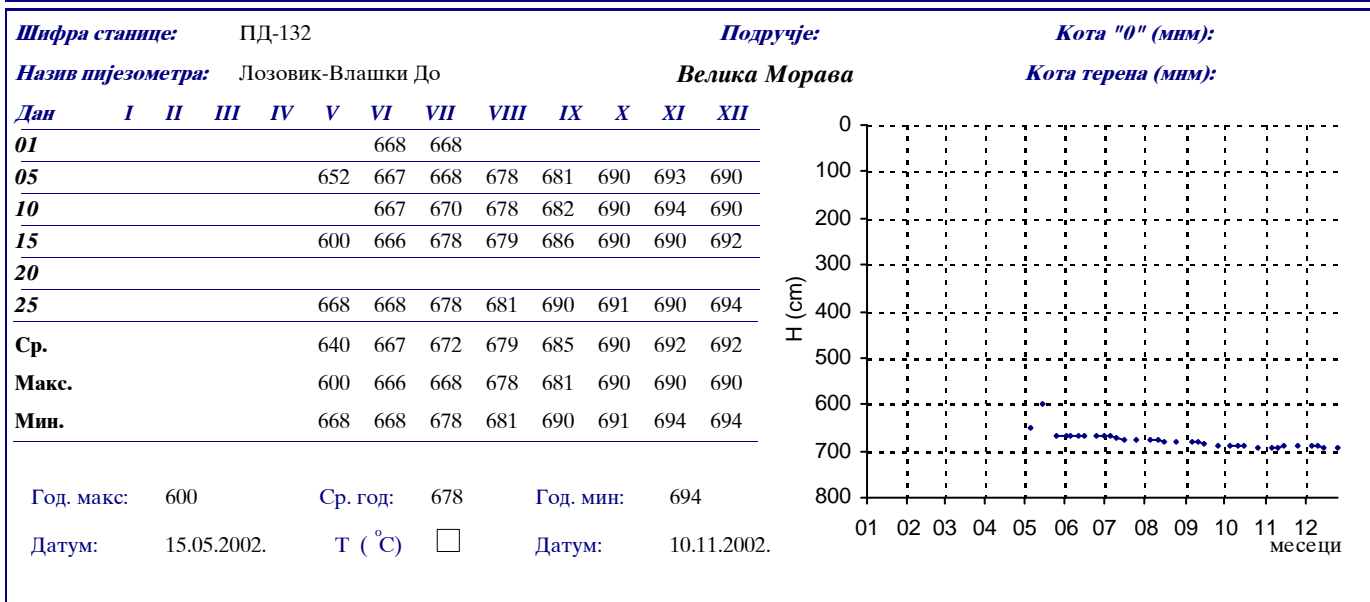 Шифра станице: ПД-132 Подручје: Кота "0" (мнм):
Назив пијезометра: Лозовик-Влашки До Велика Морава Кота терена (мнм):
Дан I II III IV V VI VII VIII IX X XI XII
01 668 668
05 652 667 668 678 681 690 693 690
10 667 670 678 682 690 694 690
15 600 666 678 679 686 690 690 692
20
25 668 668 678 681 690 691 690 694
Ср. 640 667 672 679 685 690 692 692
Макс. 600 666 668 678 681 690 690 690
Мин. 668 668 678 681 690 691 694 694
Год. макс: 600 Ср. год: 678 Год. мин: 694
Датум: 15.05.2002. Т ( °C) Датум: 10.11.2002.
H (cm)
0
100
200
300
400
500
600
700
800
01 02 03 04 05 06 07 08 09 10 11 12
месеци